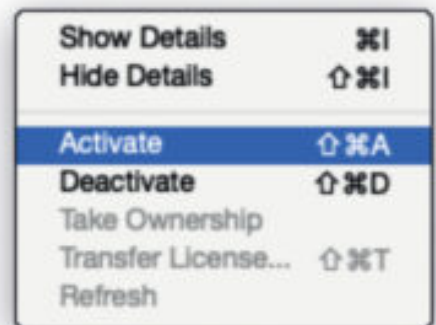 Show Details ⌘I
Hide Details ⇧⌘I
Activate ⇧⌘A
Deactivate ⇧⌘D
Take Ownership
Transfer License... ⇧⌘T
Refresh